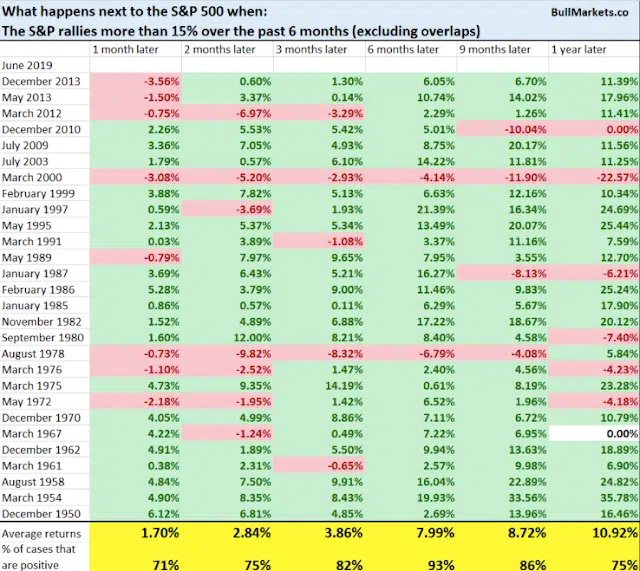 What happens next to the S&P 500 when: BullMarkets.co
The S&P rallies more than 15% over the past 6 months (excluding overlaps)
1 month later 2 months later 3 months later 6 months later 9 months later 1 year later
June 2019
December 2013 -3.56% 0.60% 1.30% 6.05% 6.70% 11.39%
May 2013 -1.50% 3.37% 0.14% 10.74% 14.02% 17.96%
March 2012 -0.75% -6.97% -3.29% 2.29% 1.26% 11.41%
December 2010 2.26% 5.53% 5.42% 5.01% -10.04% 0.00%
July 2009 3.36% 7.05% 4.93% 8.75% 20.17% 11.56%
July 2003 1.79% 0.57% 6.10% 14.22% 11.81% 11.25%
March 2000 -3.08% -5.20% -2.93% -4.14% -11.90% -22.57%
February 1999 3.88% 7.82% 5.13% 6.63% 12.16% 10.34%
January 1997 0.59% -3.69% 1.93% 21.39% 16.34% 24.69%
May 1995 2.13% 5.37% 5.34% 13.49% 20.07% 25.44%
March 1991 0.03% 3.89% -1.08% 3.37% 11.16% 7.59%
May 1989 -0.79% 7.97% 9.65% 7.95% 3.55% 12.70%
January 1987 3.69% 6.43% 5.21% 16.27% -8.13% -6.21%
February 1986 5.28% 3.79% 9.00% 11.46% 9.83% 25.24%
January 1985 0.86% 0.57% 0.11% 6.29% 5.67% 17.90%
November 1982 1.52% 4.89% 6.88% 17.22% 18.67% 20.12%
September 1980 1.60% 12.00% 8.21% 8.40% 4.58% -7.40%
August 1978 -0.73% -9.82% -8.32% -6.79% -4.08% 5.84%
March 1976 -1.10% -2.52% 1.47% 2.40% 4.56% -4.23%
March 1975 4.73% 9.35% 14.19% 0.61% 8.19% 23.28%
May 1972 -2.18% -1.95% 1.42% 6.52% 1.96% -4.18%
December 1970 4.05% 4.99% 8.86% 7.11% 6.72% 10.79%
March 1967 4.22% -1.24% 0.49% 7.22% 6.95% 0.00%
December 1962 4.91% 1.89% 5.50% 9.94% 13.63% 18.89%
March 1961 0.38% 2.31% -0.65% 2.57% 9.98% 6.90%
August 1958 4.84% 7.50% 9.91% 16.04% 22.89% 24.82%
March 1954 4.90% 8.35% 8.43% 19.93% 33.56% 35.78%
December 1950 6.12% 6.81% 4.85% 2.69% 13.96% 16.46%
Average returns 1.70% 2.84% 3.86% 7.99% 8.72% 10.92%
% of cases that
are positive 71% 75% 82% 93% 86% 75%